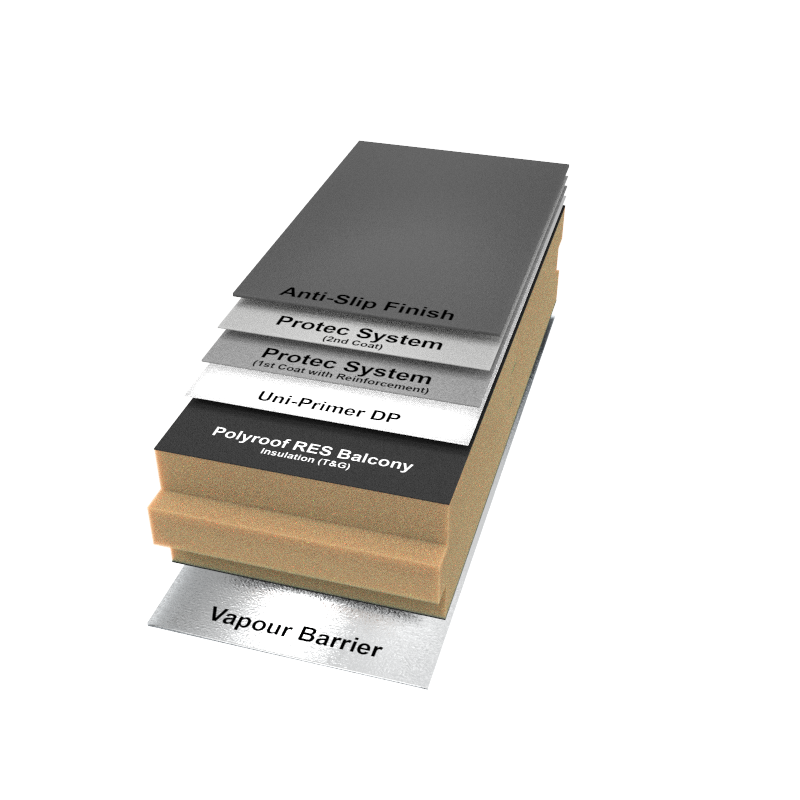 Anti-Slip Finish
Protec System
(2nd Coat)
Protec System
(1st Coat with Reinforcement)
Uni-Primer DP
Polyroof RES Balcony
Insulation (T&G)
Vapour Barrier